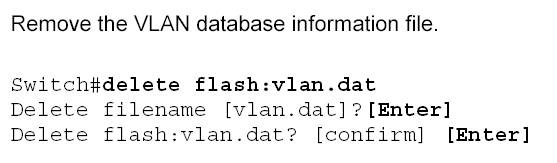 Remove the VLAN database information file.
Switch#delete flash:vlan.dat
Delete filename [vlan.dat]?[Enter]
Delete flash:vlan.dat? [confirm] [Enter]